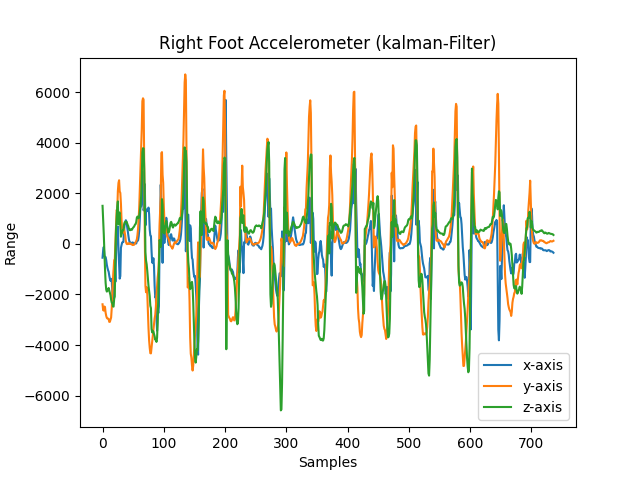 Right Foot Accelerometer (kalman-Filter)
6000
4000
2000
0
−2000
−4000
−6000
Range
0 100 200 300 400 500 600 700
Samples
x-axis
y-axis
z-axis